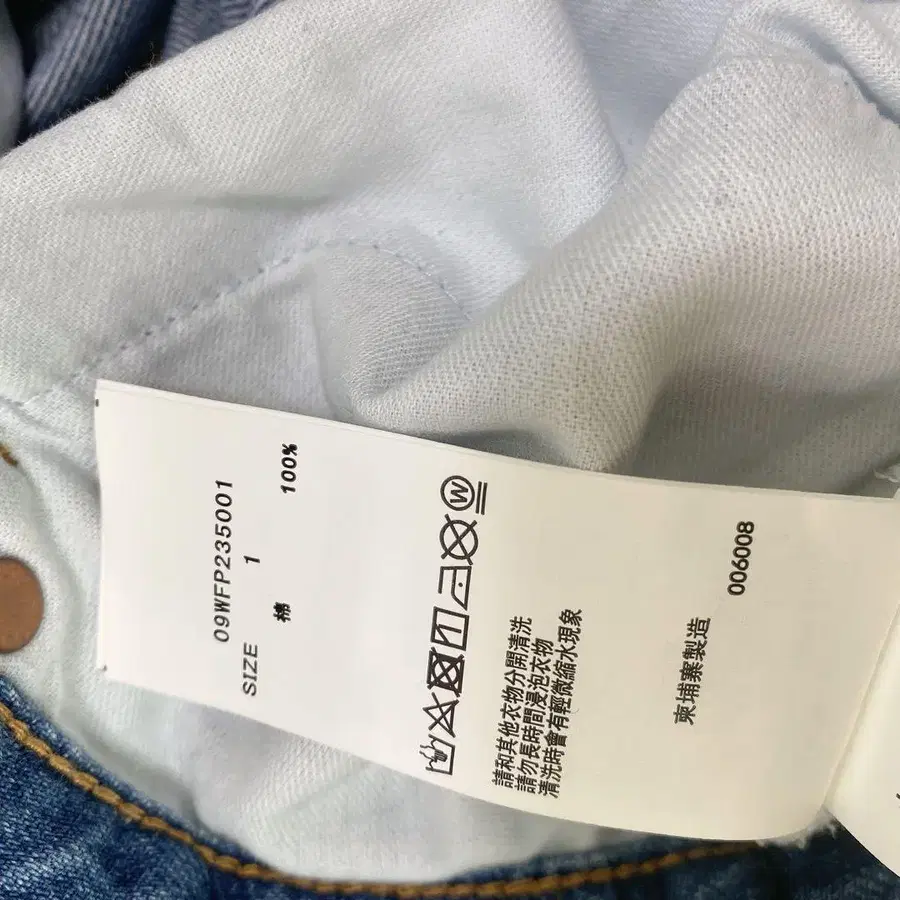 09WFP235001
SIZE 1
棉 100%
W
請和其他衣物分開清洗
請勿長時間浸泡衣物
清洗時會有輕微縮水現象
柬埔寨製造
006008